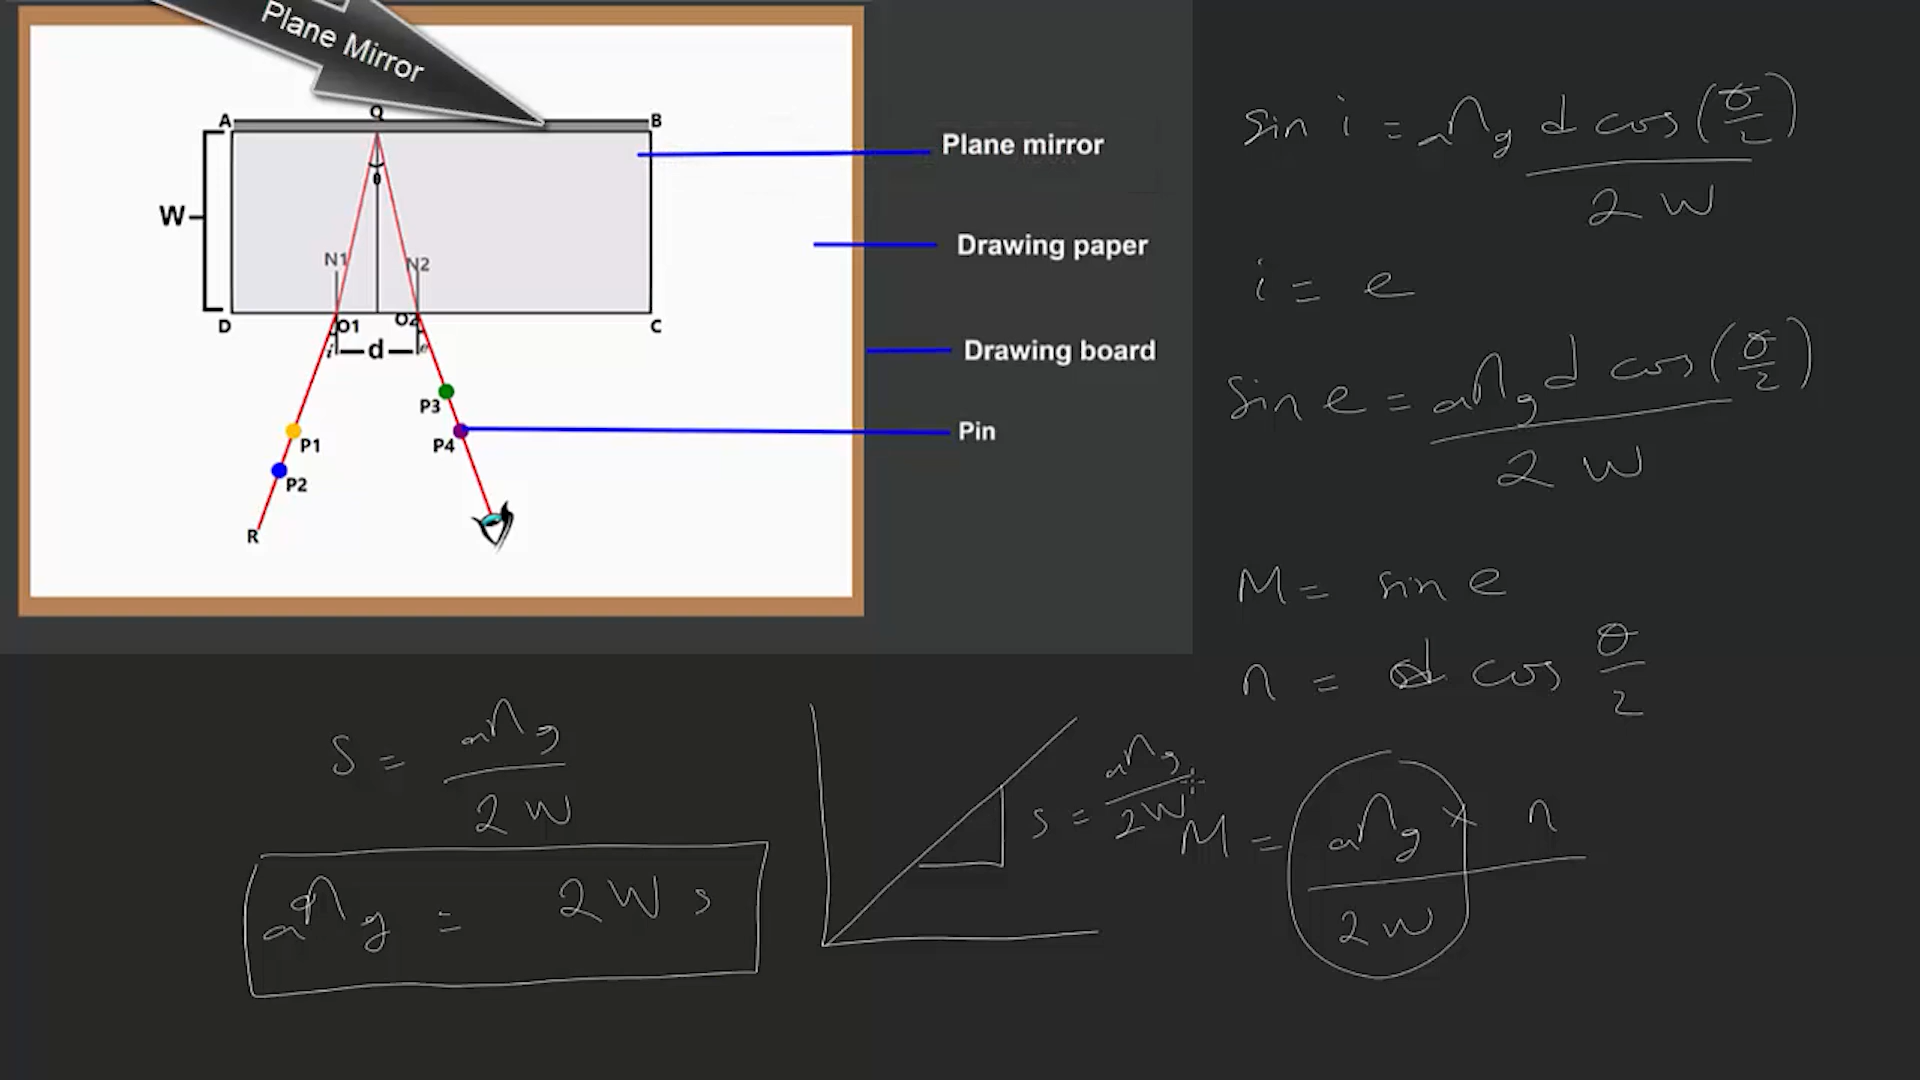 Plane Mirror
A
Q
B
θ
W
N1
N2
D
O1
O2
C
i
d
e
P3
P1
P4
P2
R
Plane mirror
Drawing paper
Drawing board
Pin
sin i = ang d cos(θ/2) / 2W
i = e
sin e = ang d cos(θ/2) / 2W
M = sin e
n = d cos θ/2
M = ang × n / 2W
s = ang / 2W
s = ang / 2W
ang = 2Ws